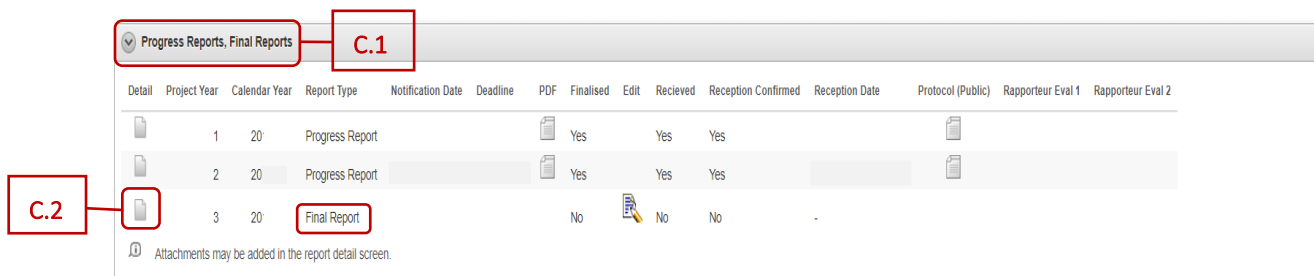 Progress Reports, Final Reports
C.1
Detail Project Year Calendar Year Report Type Notification Date Deadline PDF Finalised Edit Recieved Reception Confirmed Reception Date Protocol (Public) Rapporteur Eval 1 Rapporteur Eval 2
1 20 Progress Report Yes Yes Yes
2 20 Progress Report Yes Yes Yes
C.2
3 20 Final Report No No No -
Attachments may be added in the report detail screen.